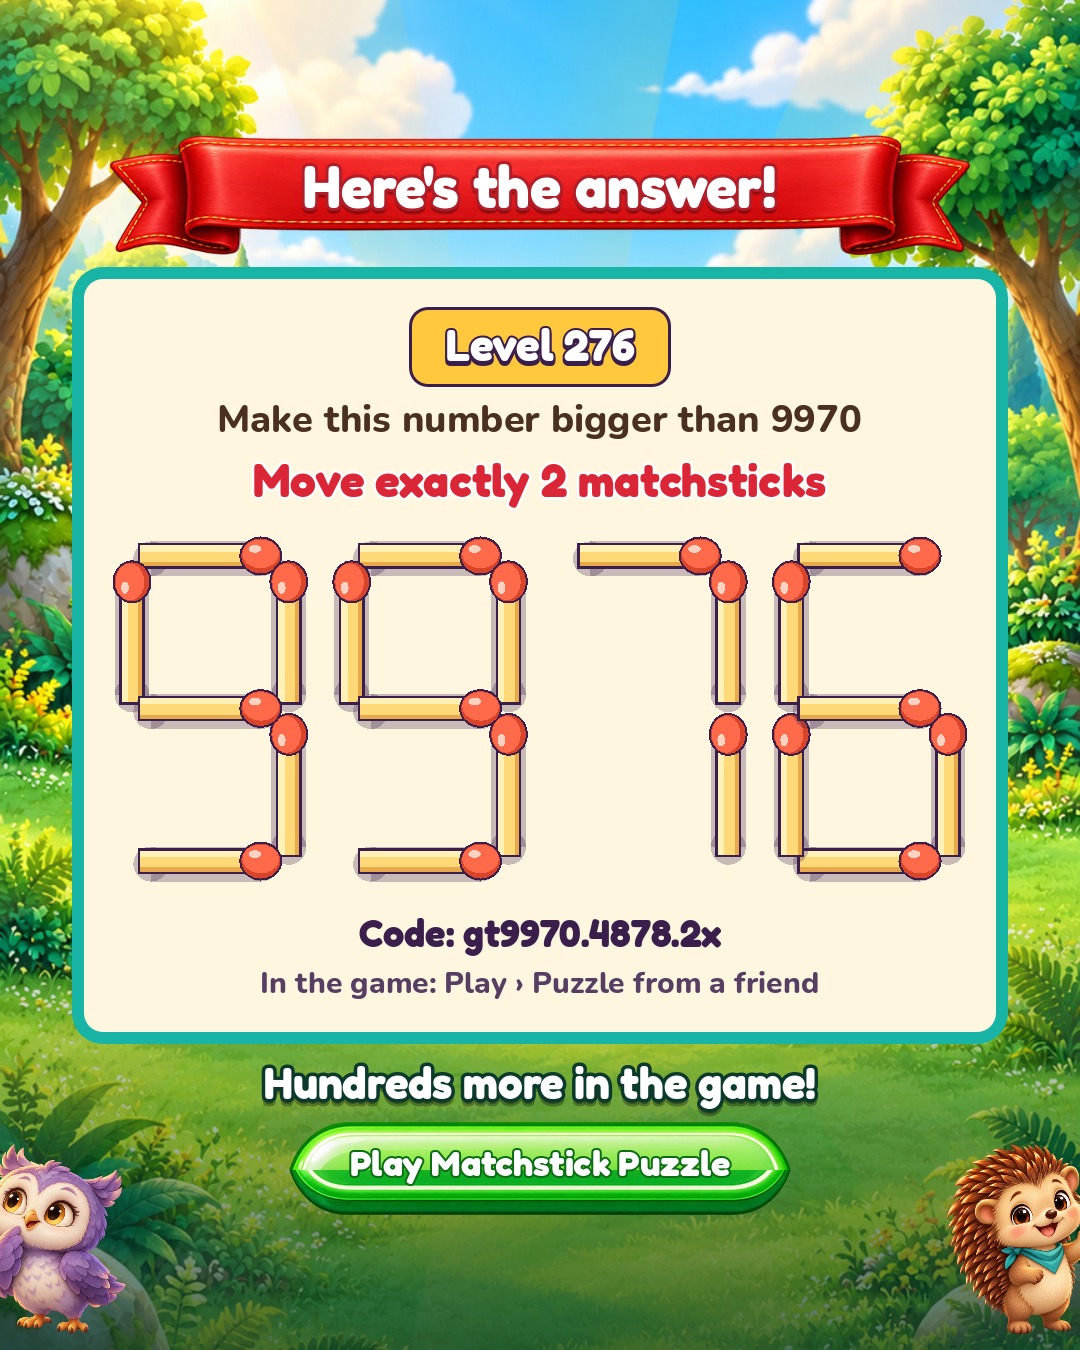 Here's the answer!
Level 276
Make this number bigger than 9970
Move exactly 2 matchsticks
9976
Code: gt9970.4878.2x
In the game: Play › Puzzle from a friend
Hundreds more in the game!
Play Matchstick Puzzle